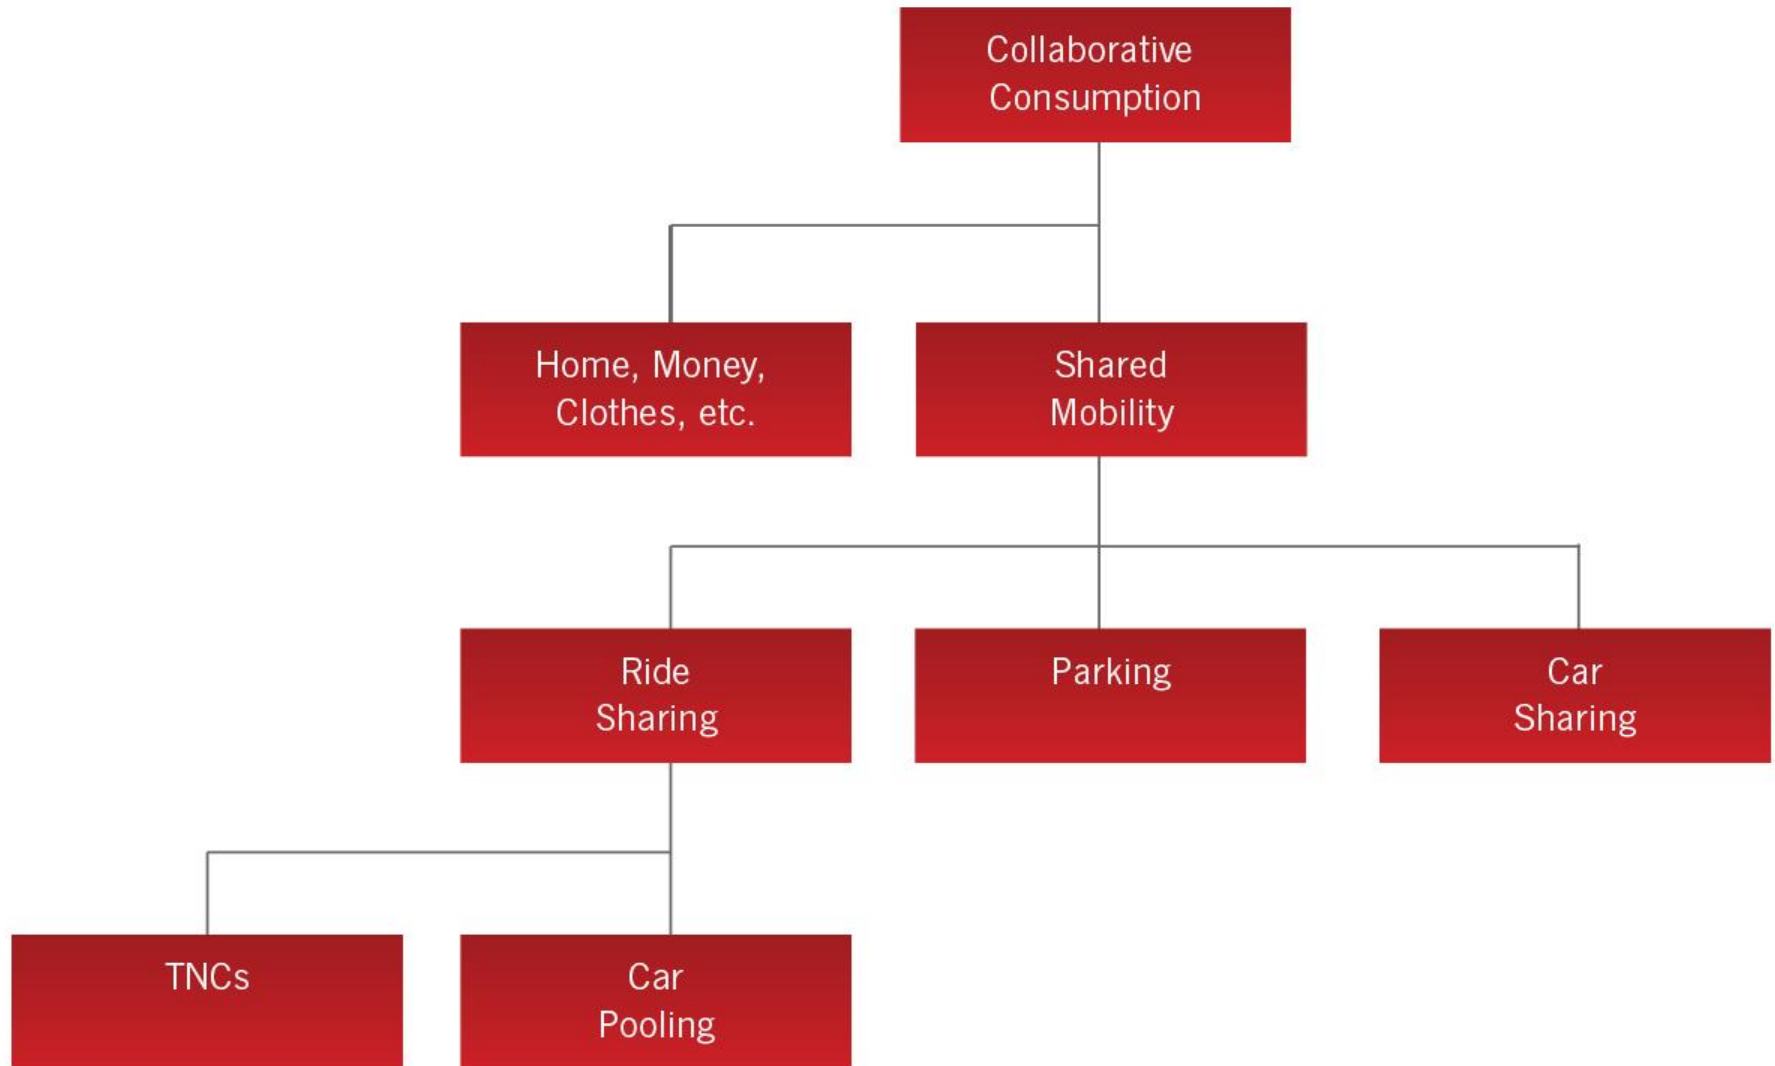 Collaborative
Consumption
Home, Money,
Clothes, etc.
Shared
Mobility
Ride
Sharing
Parking
Car
Sharing
TNCs
Car
Pooling